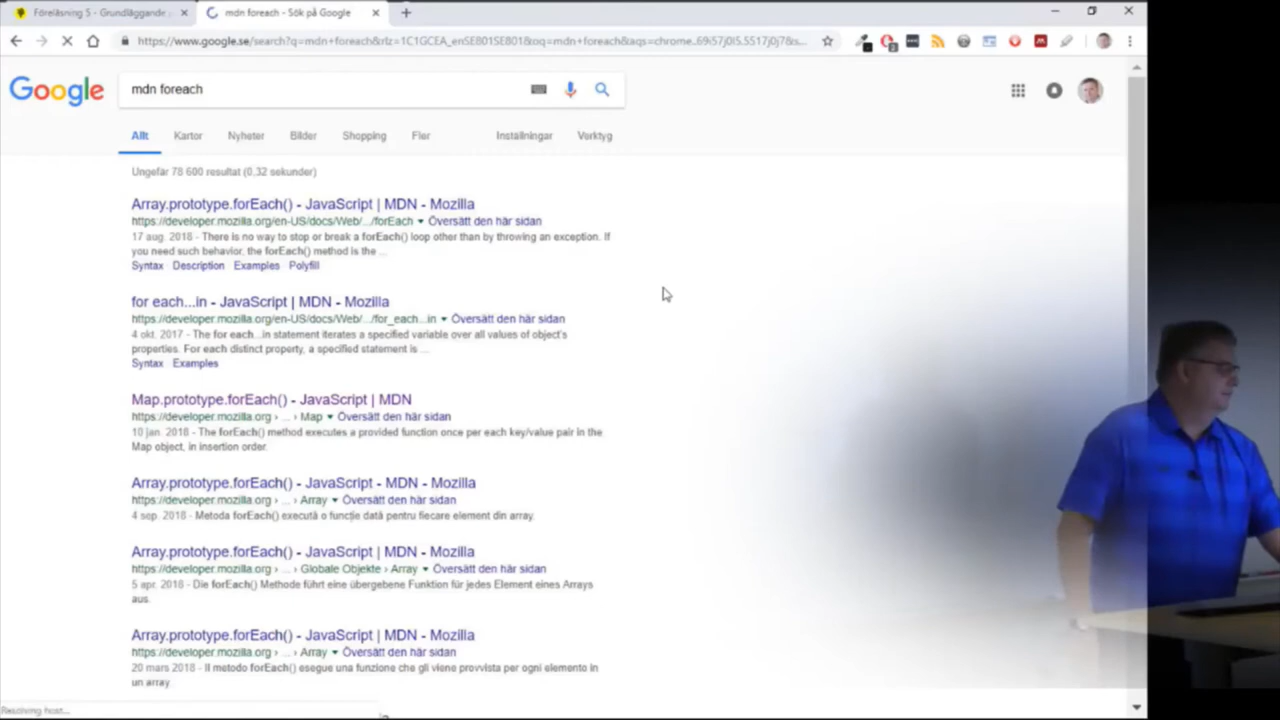 Föreläsning 5 - Grundläggande
mdn foreach - Sök på Google
https://www.google.se/search?q=mdn+foreach&rlz=1C1GCEA_enSE801SE801&oq=mdn+foreach&aqs=chrome..69i57j0l5.5517j0j7&s...
Google
mdn foreach
Allt Kartor Nyheter Bilder Shopping Fler Inställningar Verktyg
Ungefär 78 600 resultat (0,32 sekunder)
Array.prototype.forEach() - JavaScript | MDN - Mozilla
https://developer.mozilla.org/en-US/docs/Web/.../forEach Översätt den här sidan
17 aug. 2018 - There is no way to stop or break a forEach() loop other than by throwing an exception. If
you need such behavior, the forEach() method is the ...
Syntax Description Examples Polyfill
for each...in - JavaScript | MDN - Mozilla
https://developer.mozilla.org/en-US/docs/Web/.../for_each...in Översätt den här sidan
4 okt. 2017 - The for each...in statement iterates a specified variable over all values of object's
properties. For each distinct property, a specified statement is ...
Syntax Examples
Map.prototype.forEach() - JavaScript | MDN
https://developer.mozilla.org › ... › Map Översätt den här sidan
10 jan. 2018 - The forEach() method executes a provided function once per each key/value pair in the
Map object, in insertion order.
Array.prototype.forEach() - JavaScript - MDN - Mozilla
https://developer.mozilla.org › ... › Array Översätt den här sidan
4 sep. 2018 - Metoda forEach() execută o funcție dată pentru fiecare element din array.
Array.prototype.forEach() - JavaScript | MDN - Mozilla
https://developer.mozilla.org › ... › Globale Objekte › Array Översätt den här sidan
5 apr. 2018 - Die forEach() Methode führt eine übergebene Funktion für jedes Element eines Arrays
aus.
Array.prototype.forEach() - JavaScript | MDN - Mozilla
https://developer.mozilla.org › ... › Array Översätt den här sidan
20 mars 2018 - Il metodo forEach() esegue una funzione che gli viene provvista per ogni elemento in
un array.
Resolving host...